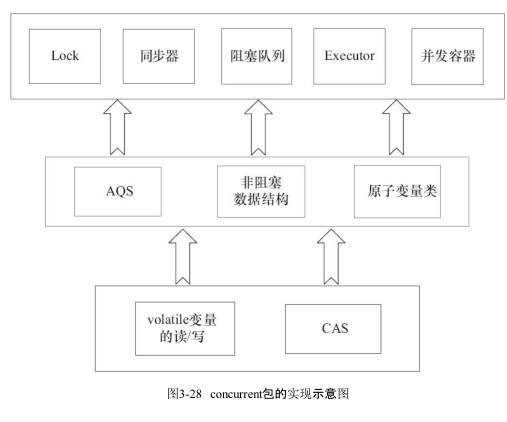 Lock
同步器
阻塞队列
Executor
并发容器
AQS
非阻塞
数据结构
原子变量类
volatile变量
的读/写
CAS
图3-28 concurrent包的实现示意图